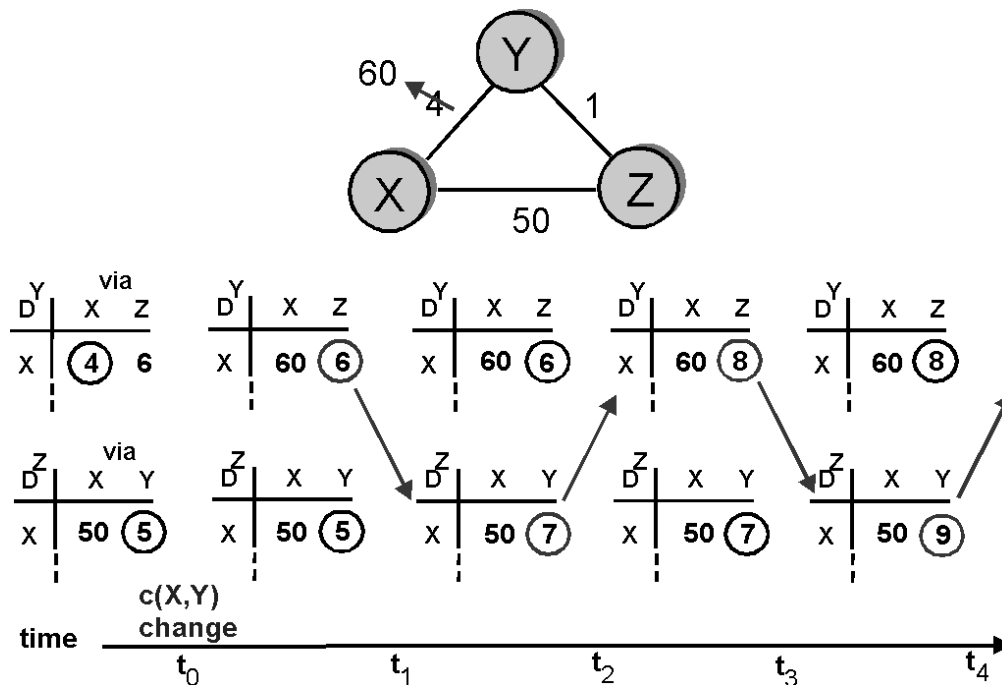 Y
60
4
1
X
Z
50
via
D^Y X Z
X 4 6
D^Y X Z
X 60 6
D^Y X Z
X 60 6
D^Y X Z
X 60 8
D^Y X Z
X 60 8
via
D^Z X Y
X 50 5
D^Z X Y
X 50 5
D^Z X Y
X 50 7
D^Z X Y
X 50 7
D^Z X Y
X 50 9
c(X,Y)
change
time
t0 t1 t2 t3 t4